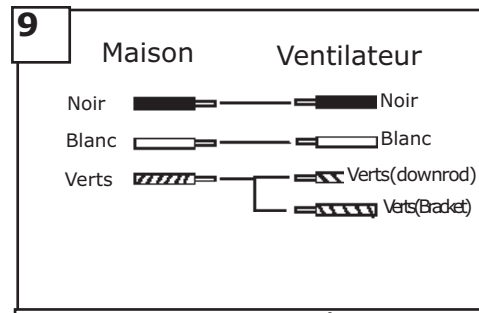 9
Maison Ventilateur
Noir Noir
Blanc Blanc
Verts Verts(downrod)
Verts(Bracket)